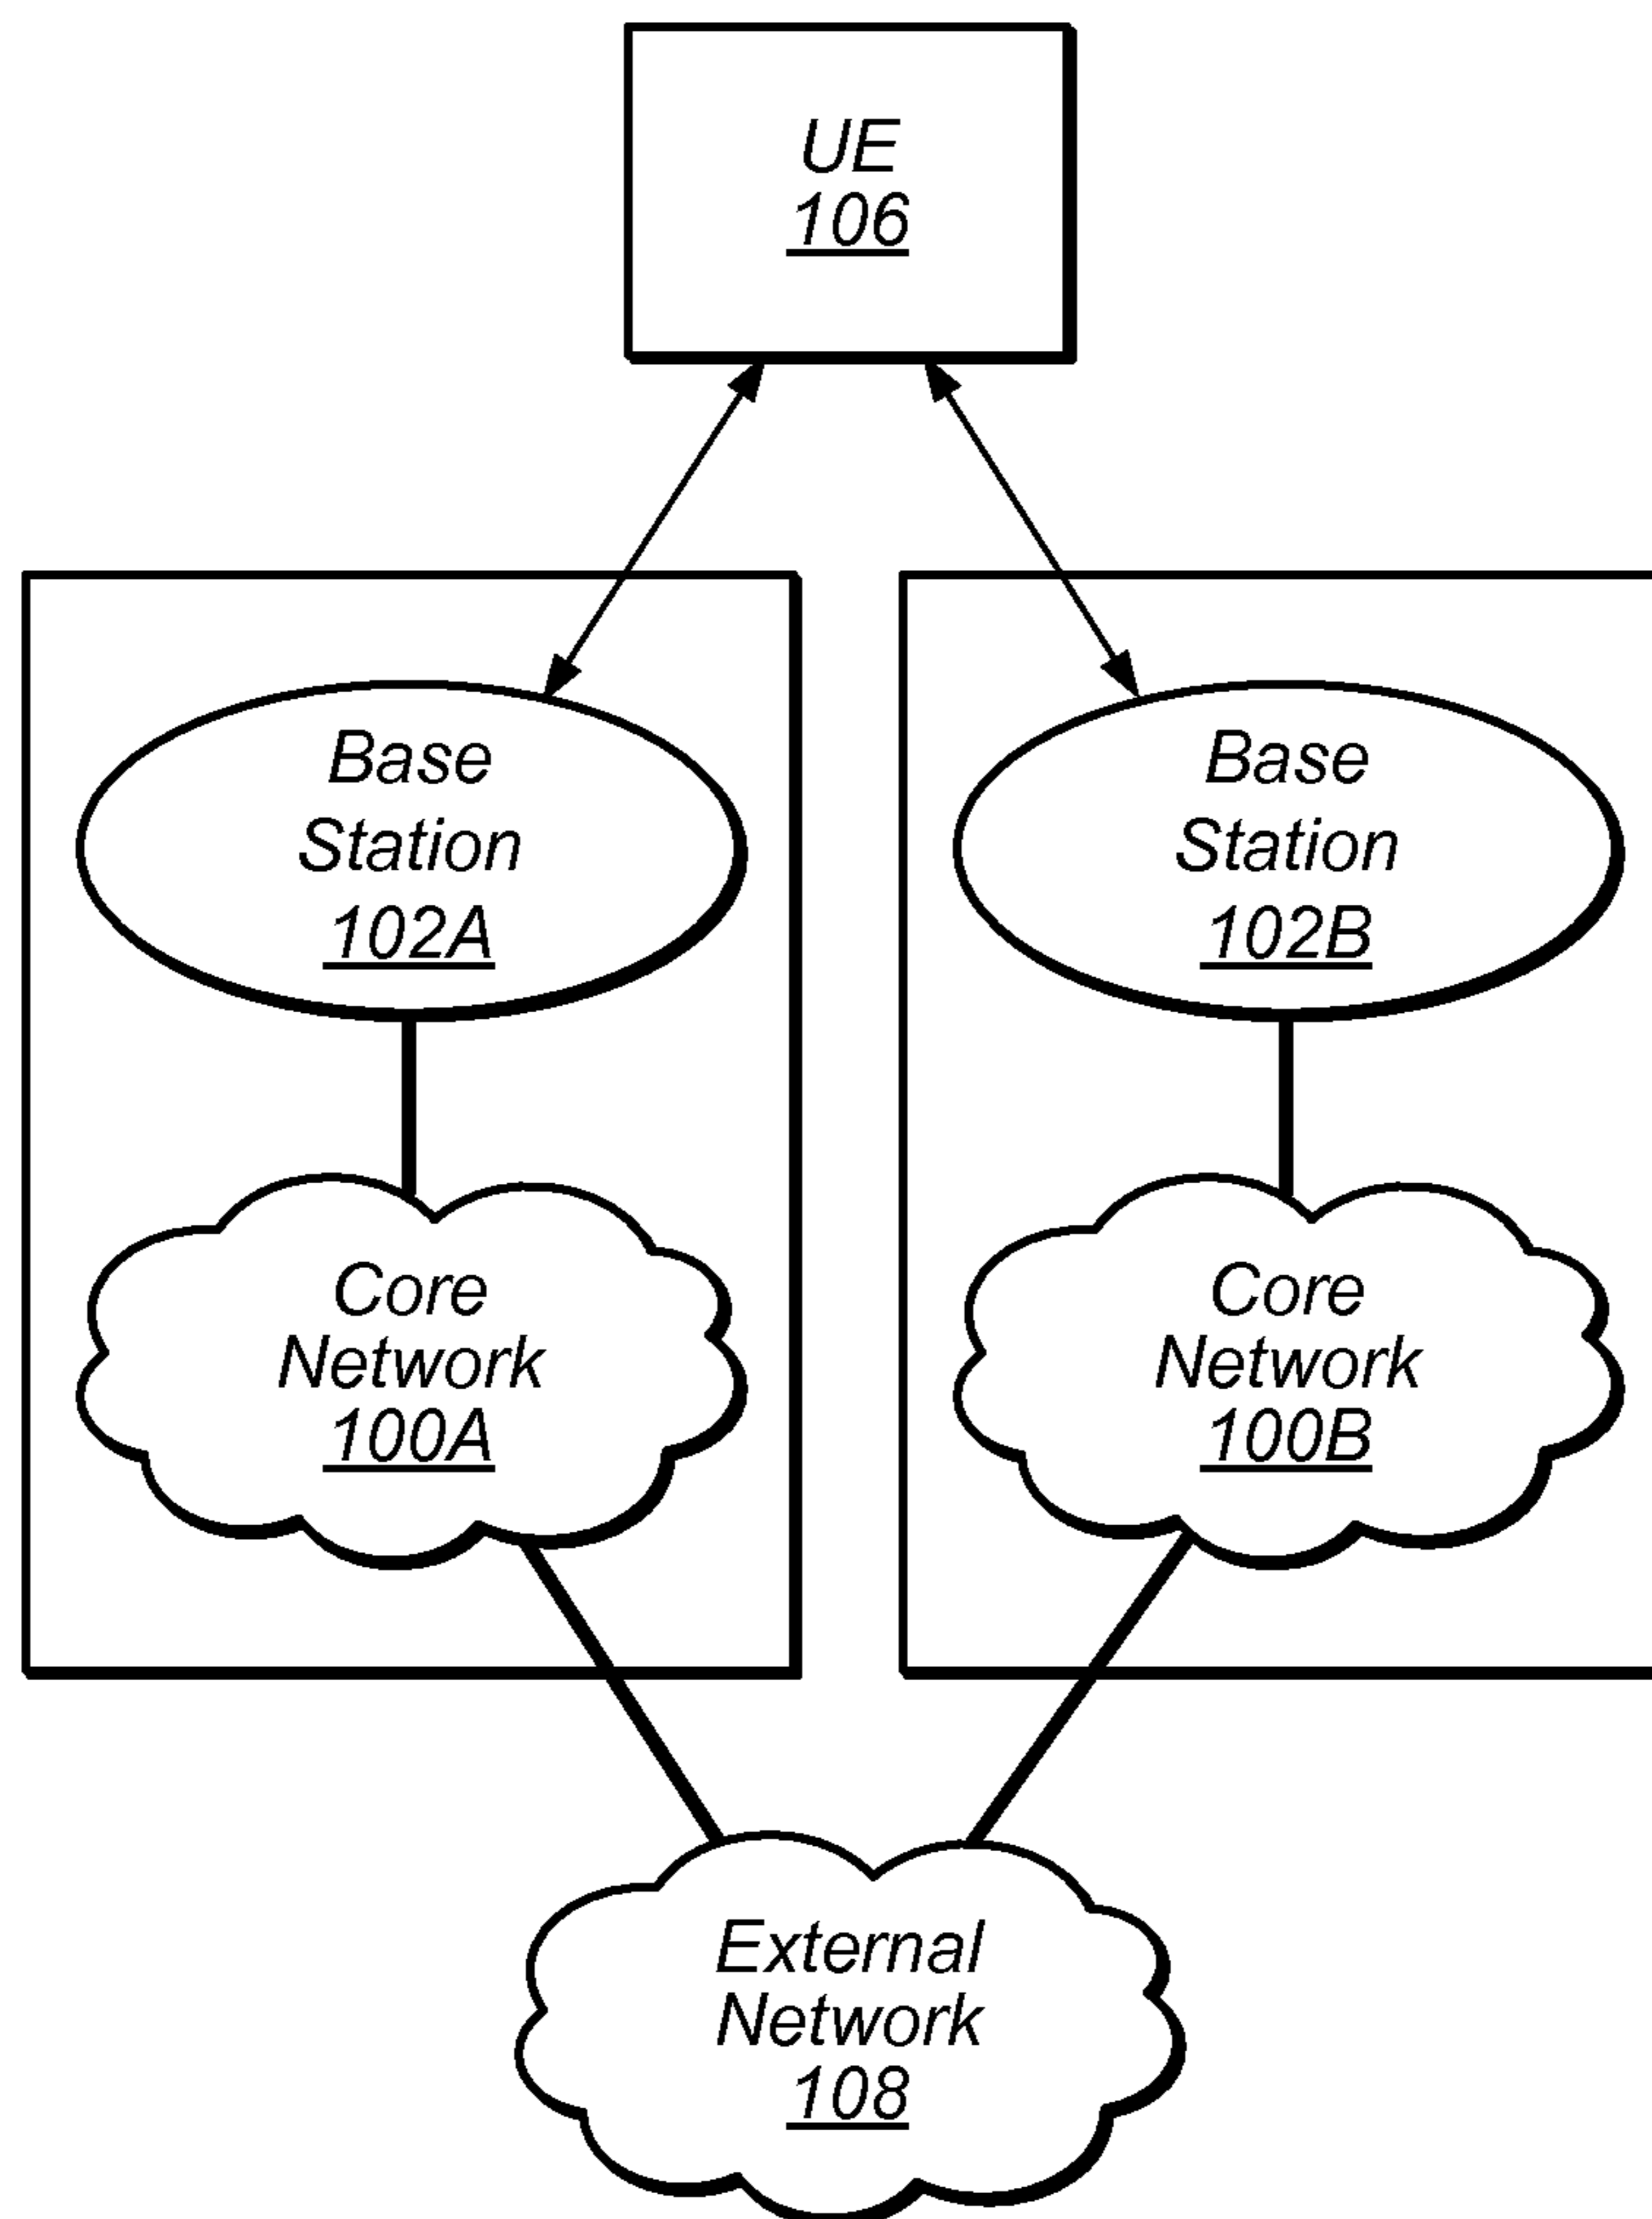 UE
106
Base
Station
102A
Base
Station
102B
Core
Network
100A
Core
Network
100B
External
Network
108